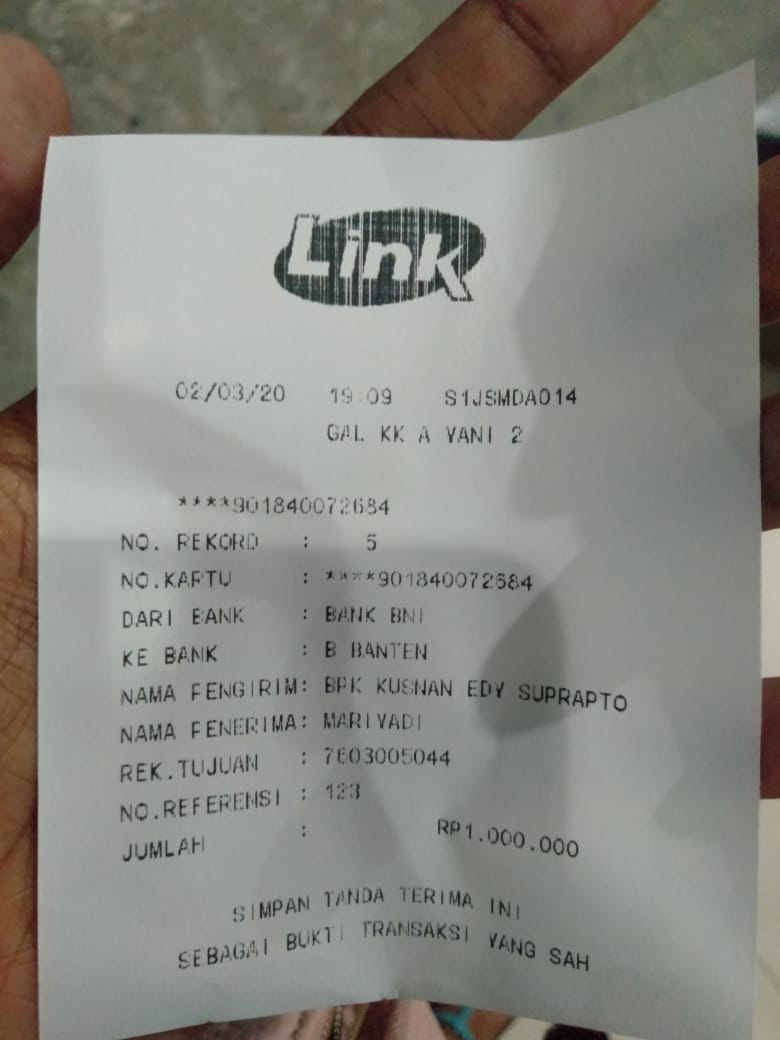 Link
02/03/20 19:09 S1JSMDA014
GAL KK A YANI 2
****901840072684
NO. REKORD : 5
NO.KARTU : ****901840072684
DARI BANK : BANK BNI
KE BANK : B BANTEN
NAMA PENGIRIM: BPK KUSNAN EDY SUPRAPTO
NAMA PENERIMA: MARIYADI
REK.TUJUAN : 7603005044
NO.REFERENSI : 123
JUMLAH : RP1.000.000
SIMPAN TANDA TERIMA INI
SEBAGAI BUKTI TRANSAKSI YANG SAH